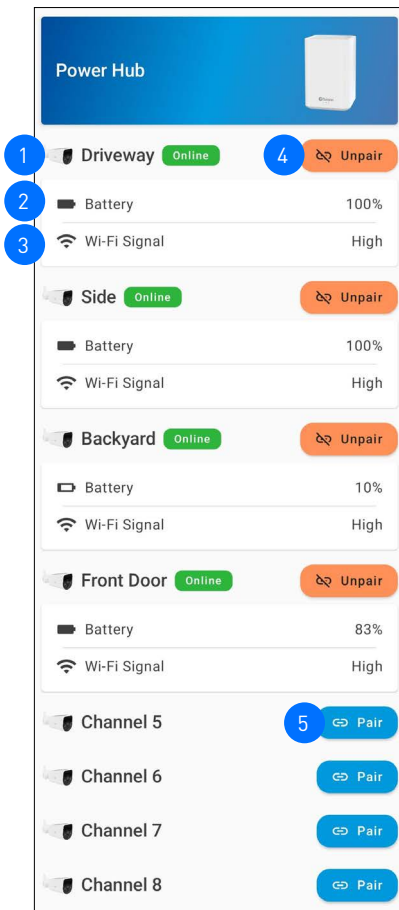 Power Hub
1 Driveway Online 4 Unpair
2 Battery 100%
3 Wi-Fi Signal High
Side Online Unpair
Battery 100%
Wi-Fi Signal High
Backyard Online Unpair
Battery 10%
Wi-Fi Signal High
Front Door Online Unpair
Battery 83%
Wi-Fi Signal High
Channel 5 5 Pair
Channel 6 Pair
Channel 7 Pair
Channel 8 Pair